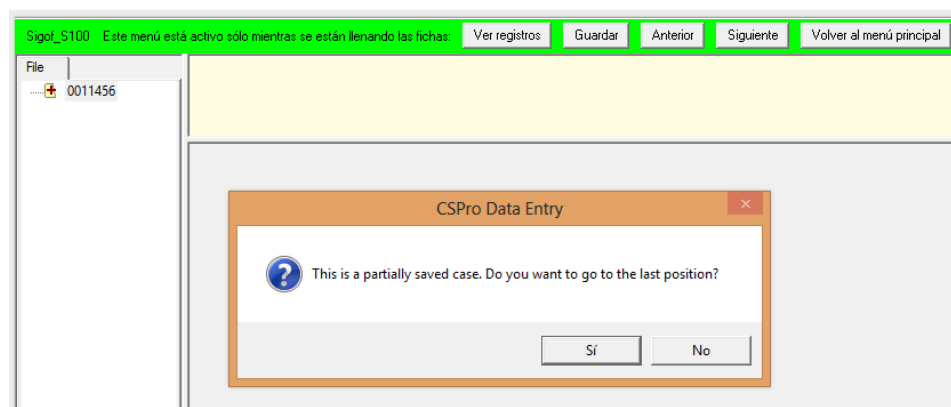 Sigof_S100 Este menú está activo sólo mientras se están llenando las fichas: Ver registros Guardar Anterior Siguiente Volver al menú principal
File
0011456
CSPro Data Entry
This is a partially saved case. Do you want to go to the last position?
Sí No